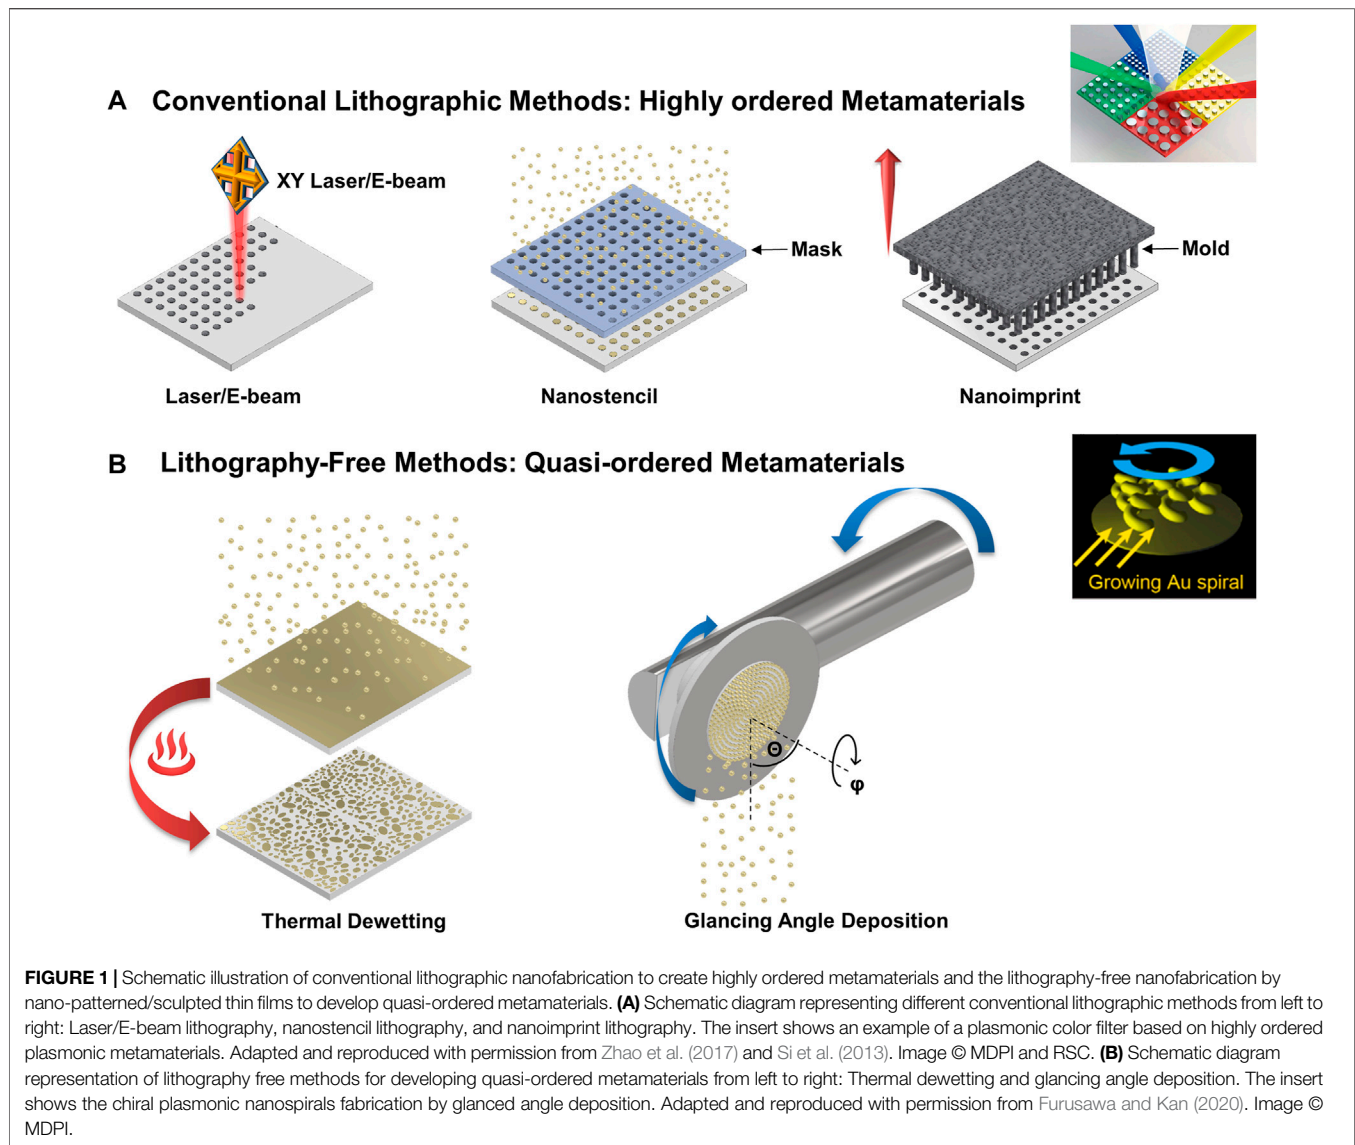 A Conventional Lithographic Methods: Highly ordered Metamaterials
XY Laser/E-beam
Mask
Mold
Laser/E-beam
Nanostencil
Nanoimprint
B Lithography-Free Methods: Quasi-ordered Metamaterials
Growing Au spiral
Θ
φ
Thermal Dewetting
Glancing Angle Deposition
FIGURE 1 | Schematic illustration of conventional lithographic nanofabrication to create highly ordered metamaterials and the lithography-free nanofabrication by
nano-patterned/sculpted thin films to develop quasi-ordered metamaterials. (A) Schematic diagram representing different conventional lithographic methods from left to
right: Laser/E-beam lithography, nanostencil lithography, and nanoimprint lithography. The insert shows an example of a plasmonic color filter based on highly ordered
plasmonic metamaterials. Adapted and reproduced with permission from Zhao et al. (2017) and Si et al. (2013). Image © MDPI and RSC. (B) Schematic diagram
representation of lithography free methods for developing quasi-ordered metamaterials from left to right: Thermal dewetting and glancing angle deposition. The insert
shows the chiral plasmonic nanospirals fabrication by glanced angle deposition. Adapted and reproduced with permission from Furusawa and Kan (2020). Image ©
MDPI.